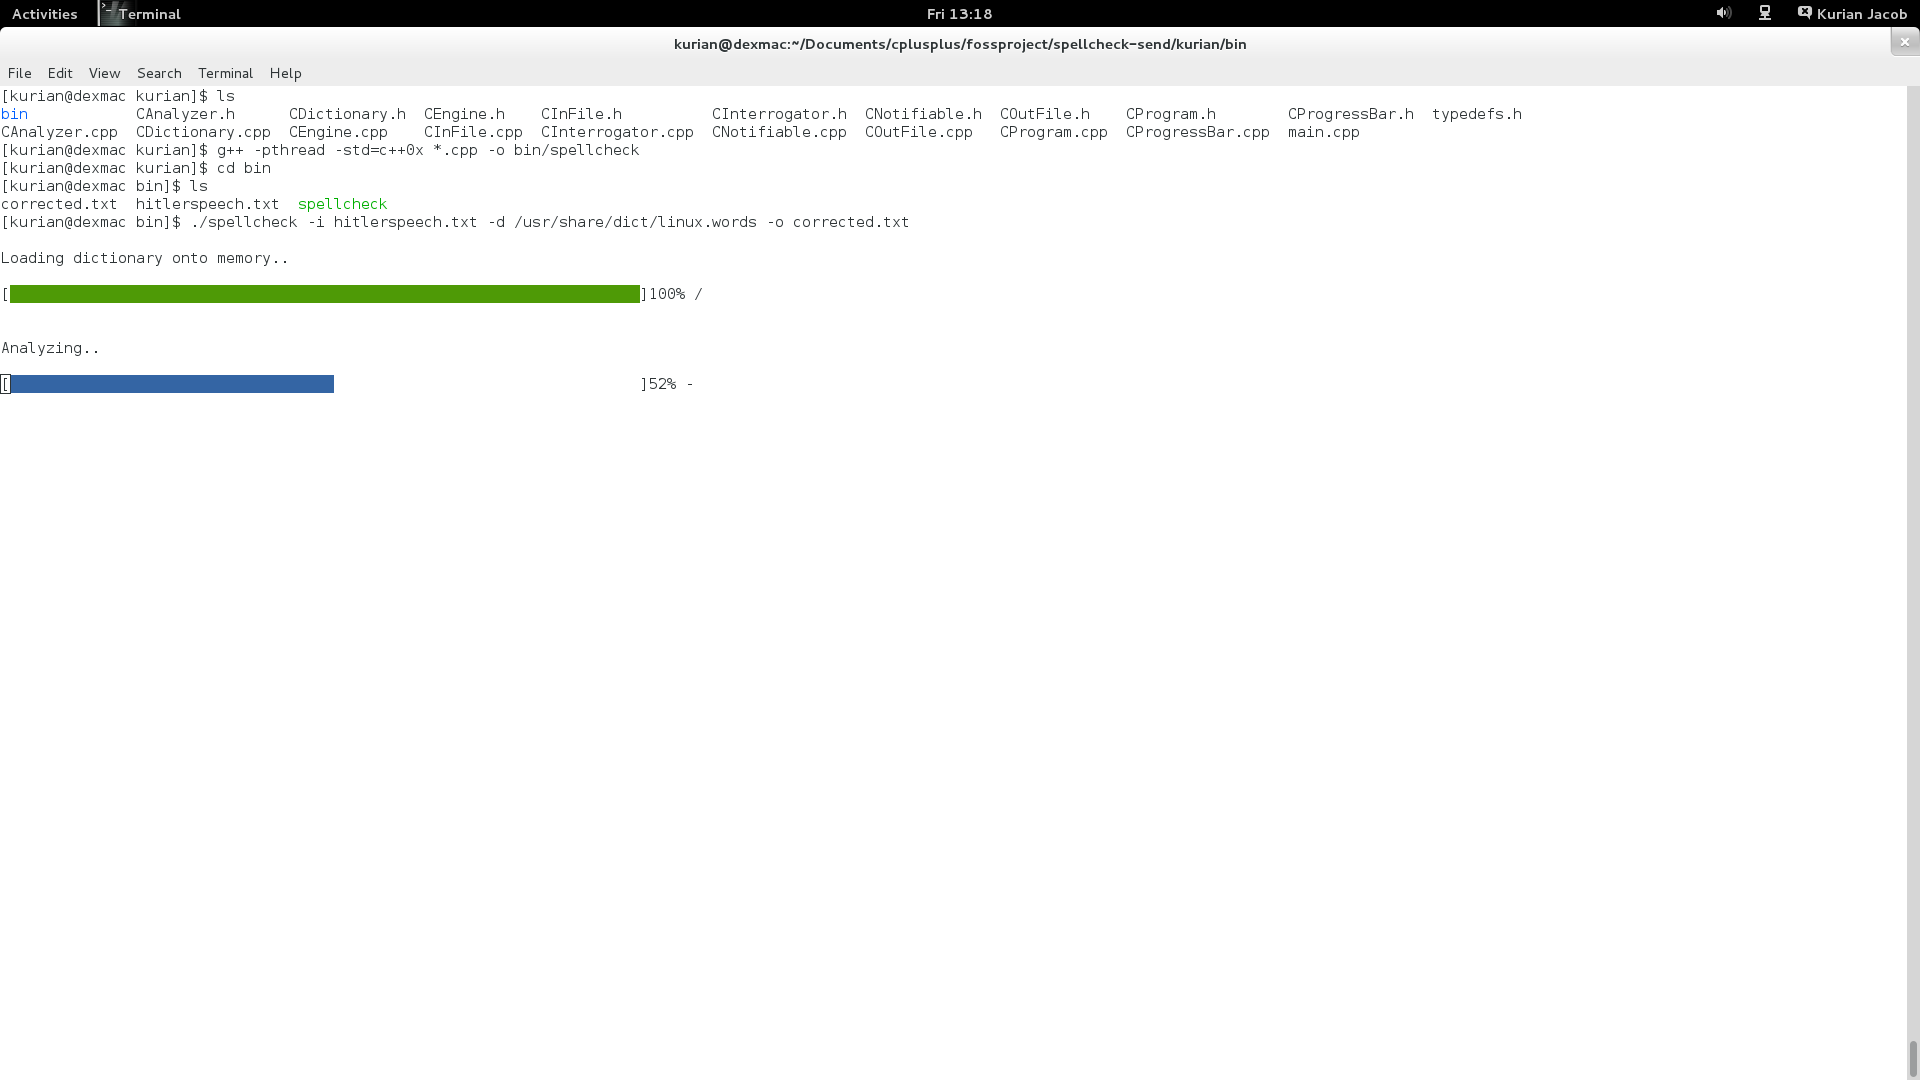 Activities Terminal Fri 13:18 Kurian Jacob
kurian@dexmac:~/Documents/cplusplus/fossproject/spellcheck-send/kurian/bin
File Edit View Search Terminal Help
[kurian@dexmac kurian]$ ls
bin            CAnalyzer.h      CDictionary.h  CEngine.h    CInFile.h          CInterrogator.h  CNotifiable.h  COutFile.h    CProgram.h        CProgressBar.h  typedefs.h
CAnalyzer.cpp  CDictionary.cpp  CEngine.cpp    CInFile.cpp  CInterrogator.cpp  CNotifiable.cpp  COutFile.cpp   CProgram.cpp  CProgressBar.cpp  main.cpp
[kurian@dexmac kurian]$ g++ -pthread -std=c++0x *.cpp -o bin/spellcheck
[kurian@dexmac kurian]$ cd bin
[kurian@dexmac bin]$ ls
corrected.txt  hitlerspeech.txt  spellcheck
[kurian@dexmac bin]$ ./spellcheck -i hitlerspeech.txt -d /usr/share/dict/linux.words -o corrected.txt
Loading dictionary onto memory..
[ ]100% /
Analyzing..
[ ]52% -